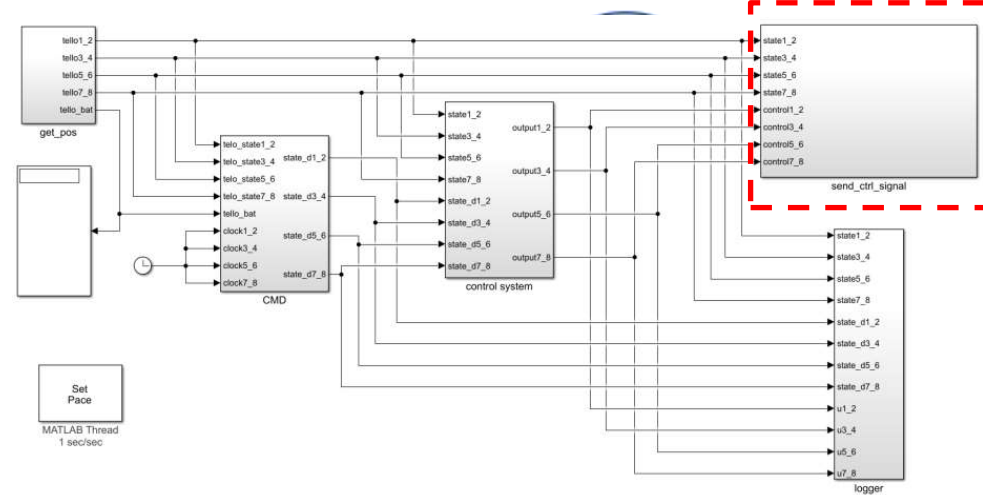 tello1_2
tello3_4
tello5_6
tello7_8
tello_bat
get_pos
telo_state1_2
telo_state3_4
telo_state5_6
telo_state7_8
tello_bat
clock1_2
clock3_4
clock5_6
clock7_8
state_d1_2
state_d3_4
state_d5_6
state_d7_8
CMD
state1_2
state3_4
state5_6
state7_8
state_d1_2
state_d3_4
state_d5_6
state_d7_8
output1_2
output3_4
output5_6
output7_8
control system
state1_2
state3_4
state5_6
state7_8
control1_2
control3_4
control5_6
control7_8
send_ctrl_signal
state1_2
state3_4
state5_6
state7_8
state_d1_2
state_d3_4
state_d5_6
state_d7_8
u1_2
u3_4
u5_6
u7_8
logger
Set
Pace
MATLAB Thread
1 sec/sec